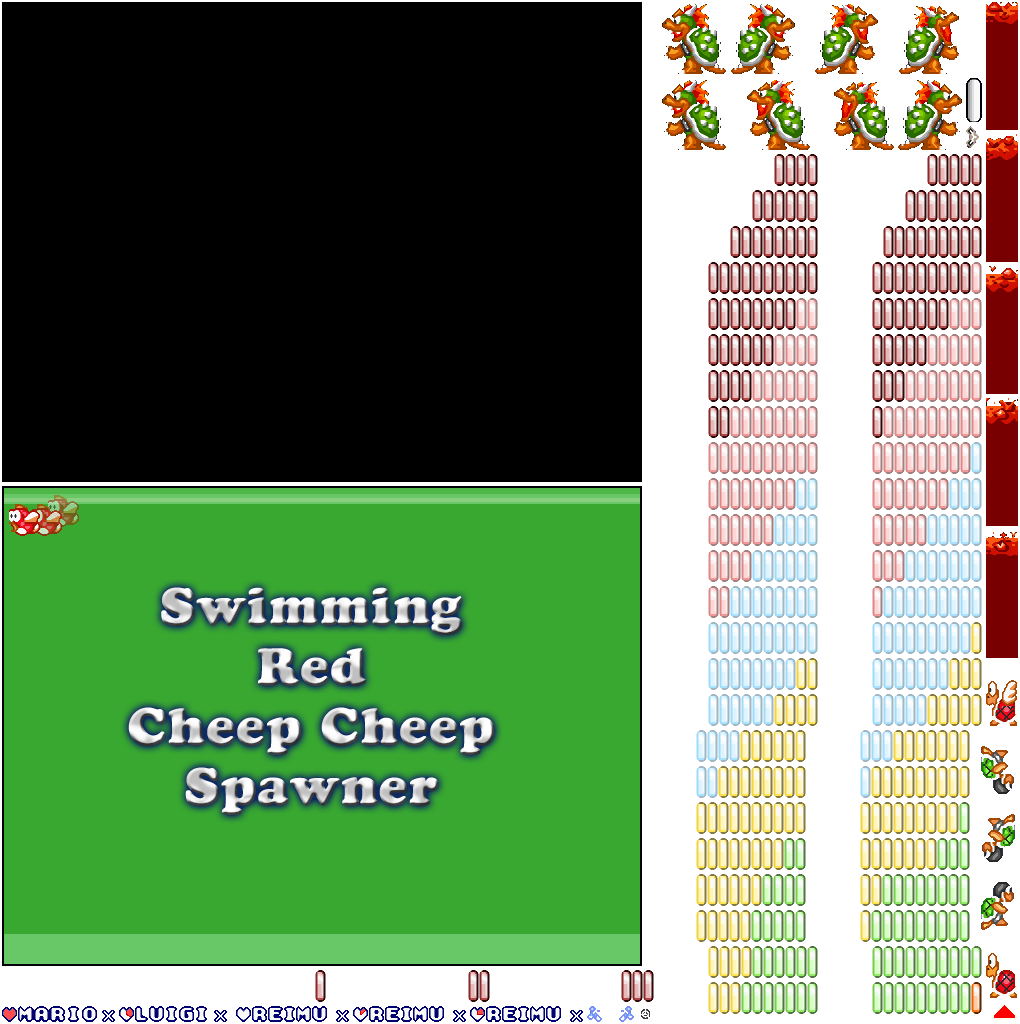 Swimming
Red
Cheep Cheep
Spawner
MARIO x LUIGI x REIMU x REIMU x REIMU x